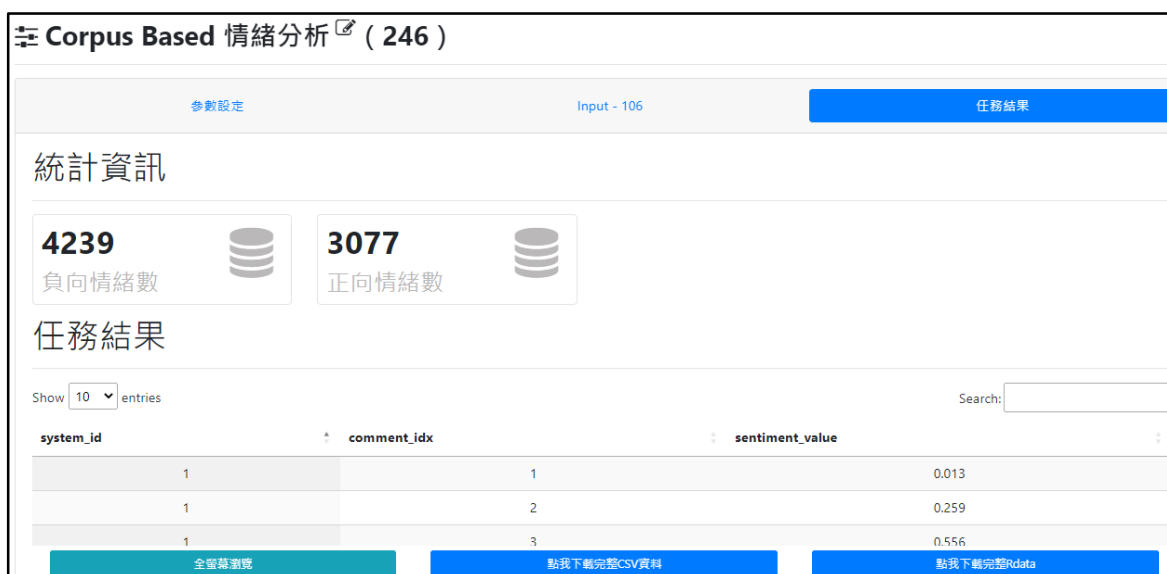 Corpus Based 情緒分析 ( 246 )
参數設定 Input - 106 任務結果
統計資訊
4239 3077
負向情緒數 正向情緒數
任務結果
Show 10 entries Search:
system_id comment_idx sentiment_value
1 1 0.013
1 2 0.259
1 3 0.556
全螢幕瀏覽 點我下載完整CSV資料 點我下載完整Rdata